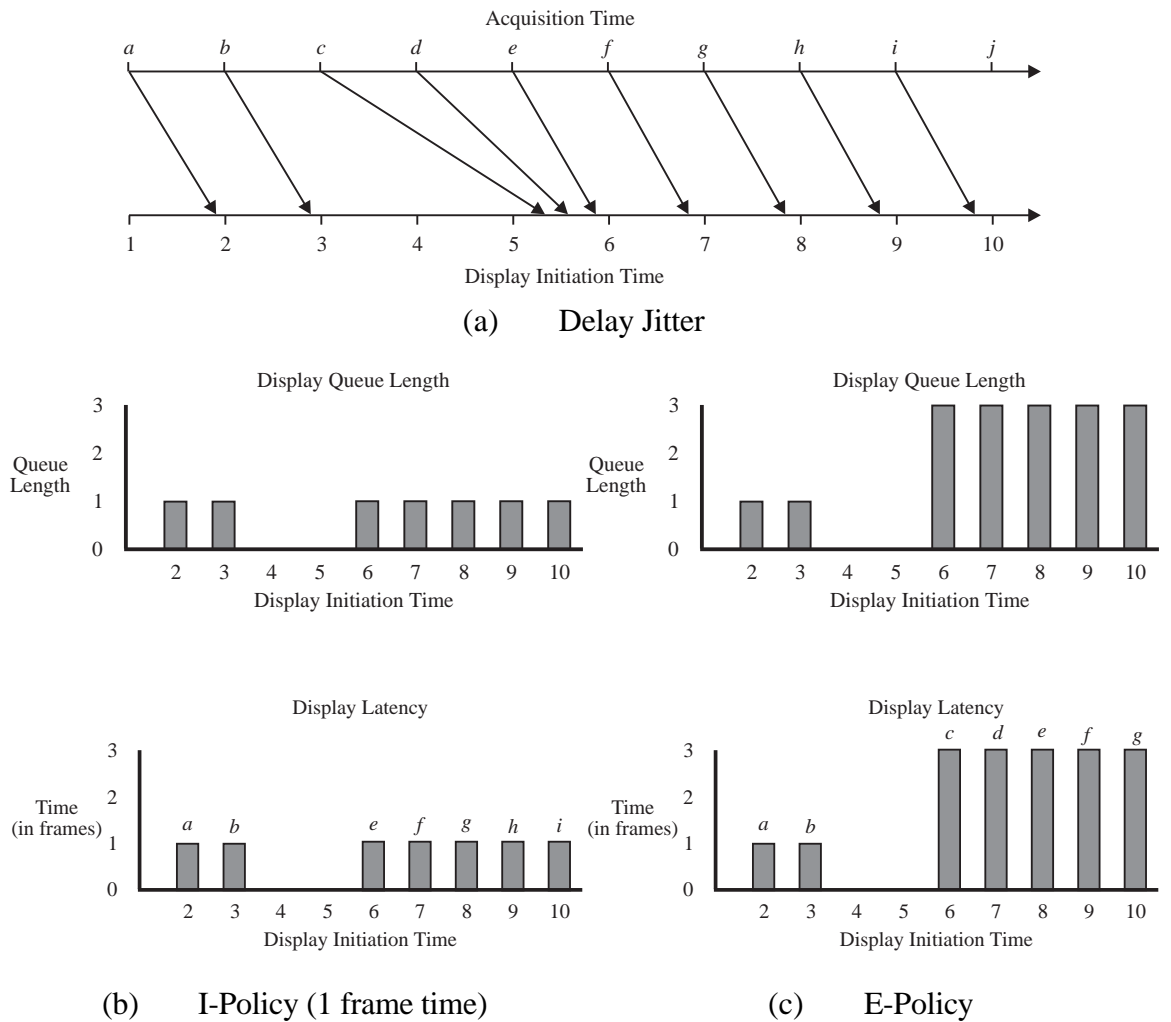 Acquisition Time
a b c d e f g h i j
1 2 3 4 5 6 7 8 9 10
Display Initiation Time
(a) Delay Jitter
Display Queue Length
3
2
1
0
Queue
Length
2 3 4 5 6 7 8 9 10
Display Initiation Time
Display Queue Length
3
2
1
0
Queue
Length
2 3 4 5 6 7 8 9 10
Display Initiation Time
Display Latency
3
2
1
0
Time
(in frames)
a b e f g h i
2 3 4 5 6 7 8 9 10
Display Initiation Time
Display Latency
3
2
1
0
Time
(in frames)
a b c d e f g
2 3 4 5 6 7 8 9 10
Display Initiation Time
(b) I-Policy (1 frame time)
(c) E-Policy